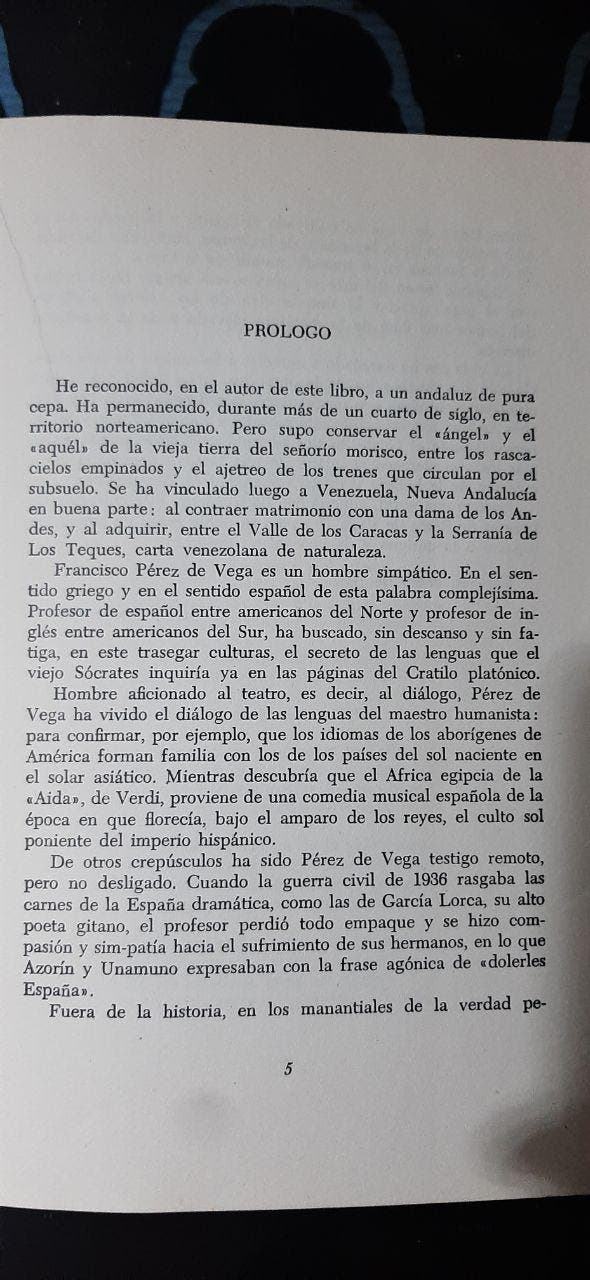 PROLOGO
He reconocido, en el autor de este libro, a un andaluz de pura
cepa. Ha permanecido, durante más de un cuarto de siglo, en te-
rritorio norteamericano. Pero supo conservar el «ángel» y el
«aquél» de la vieja tierra del señorío morisco, entre los rasca-
cielos empinados y el ajetreo de los trenes que circulan por el
subsuelo. Se ha vinculado luego a Venezuela, Nueva Andalucía
en buena parte: al contraer matrimonio con una dama de los An-
des, y al adquirir, entre el Valle de los Caracas y la Serranía de
Los Teques, carta venezolana de naturaleza.
Francisco Pérez de Vega es un hombre simpático. En el sen-
tido griego y en el sentido español de esta palabra complejísima.
Profesor de español entre americanos del Norte y profesor de in-
glés entre americanos del Sur, ha buscado, sin descanso y sin fa-
tiga, en este trasegar culturas, el secreto de las lenguas que el
viejo Sócrates inquiría ya en las páginas del Cratilo platónico.
Hombre aficionado al teatro, es decir, al diálogo, Pérez de
Vega ha vivido el diálogo de las lenguas del maestro humanista:
para confirmar, por ejemplo, que los idiomas de los aborígenes de
América forman familia con los de los países del sol naciente en
el solar asiático. Mientras descubría que el Africa egipcia de la
«Aida», de Verdi, proviene de una comedia musical española de la
época en que florecía, bajo el amparo de los reyes, el culto sol
poniente del imperio hispánico.
De otros crepúsculos ha sido Pérez de Vega testigo remoto,
pero no desligado. Cuando la guerra civil de 1936 rasgaba las
carnes de la España dramática, como las de García Lorca, su alto
poeta gitano, el profesor perdió todo empaque y se hizo com-
pasión y sim-patía hacia el sufrimiento de sus hermanos, en lo que
Azorín y Unamuno expresaban con la frase agónica de «dolerles
España».
Fuera de la historia, en los manantiales de la verdad pe-
5